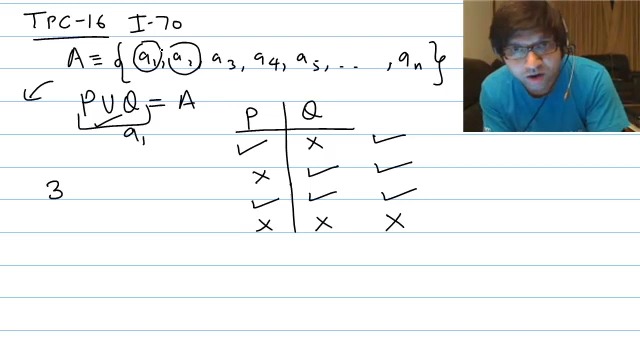 TPC-16 I-70
A ≡ { a₁, a₂, a₃, a₄, a₅, ... , aₙ }
P ∪ Q = A
a₁
P | Q
✓ | x ✓
x | ✓ ✓
3
✓ | ✓ ✓
x | x x